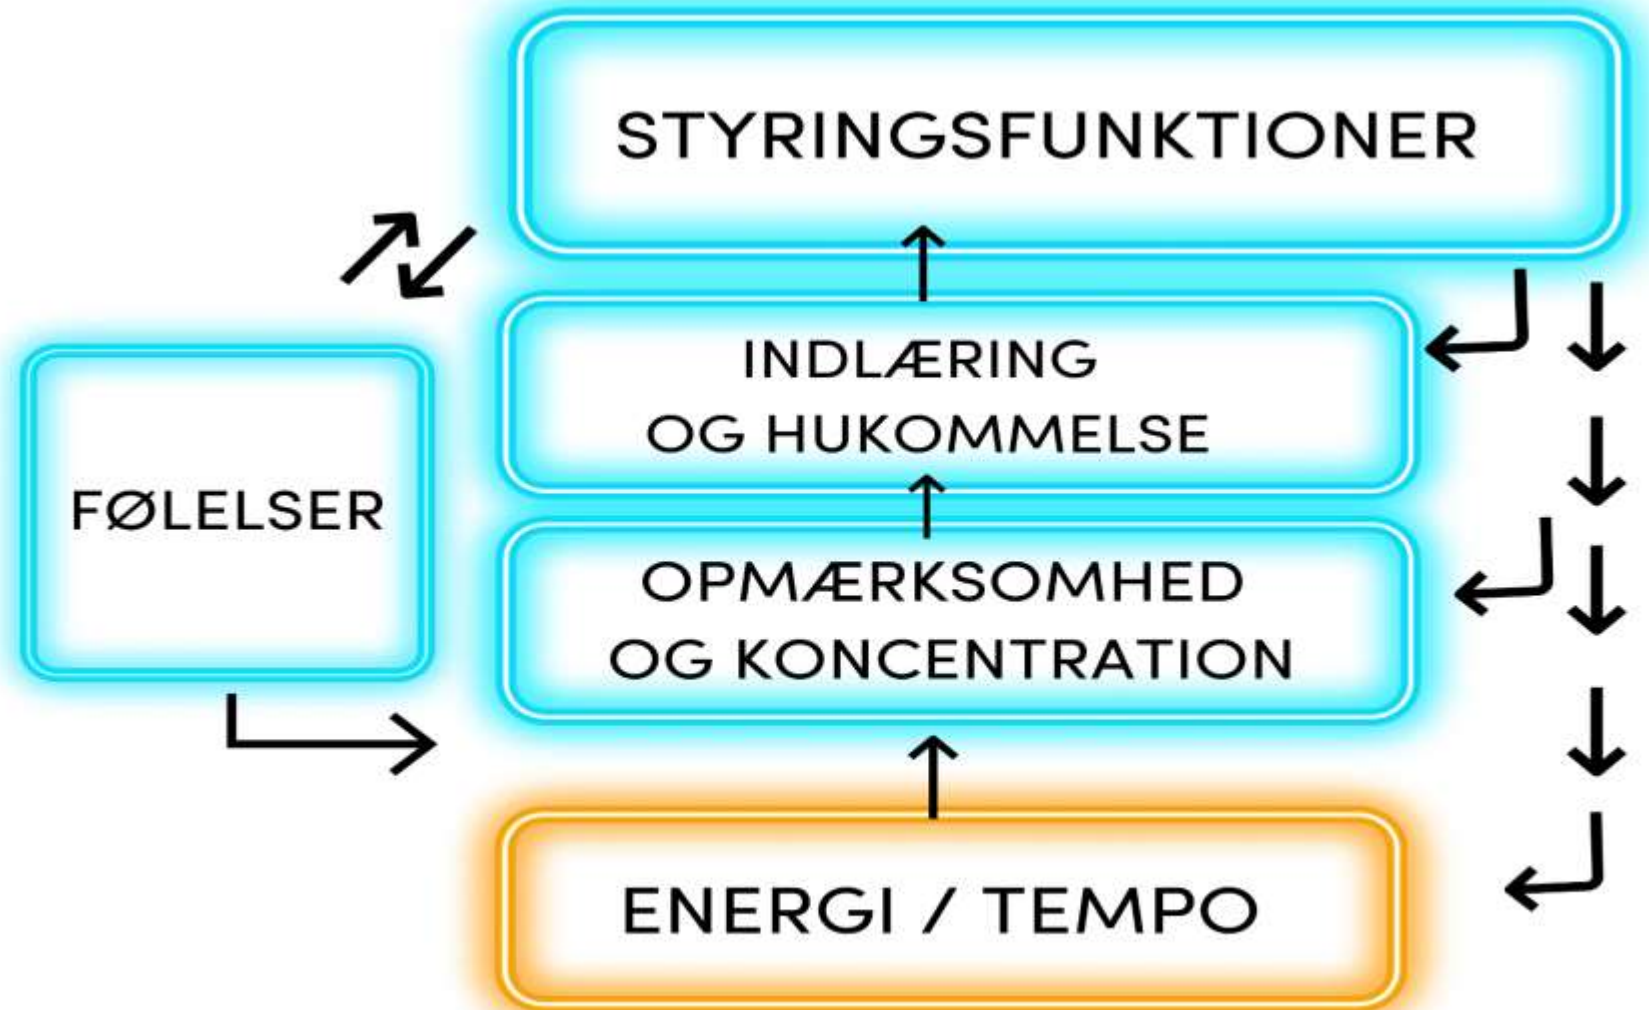 STYRINGSFUNKTIONER
INDLÆRING
OG HUKOMMELSE
FØLELSER
OPMÆRKSOMHED
OG KONCENTRATION
ENERGI / TEMPO